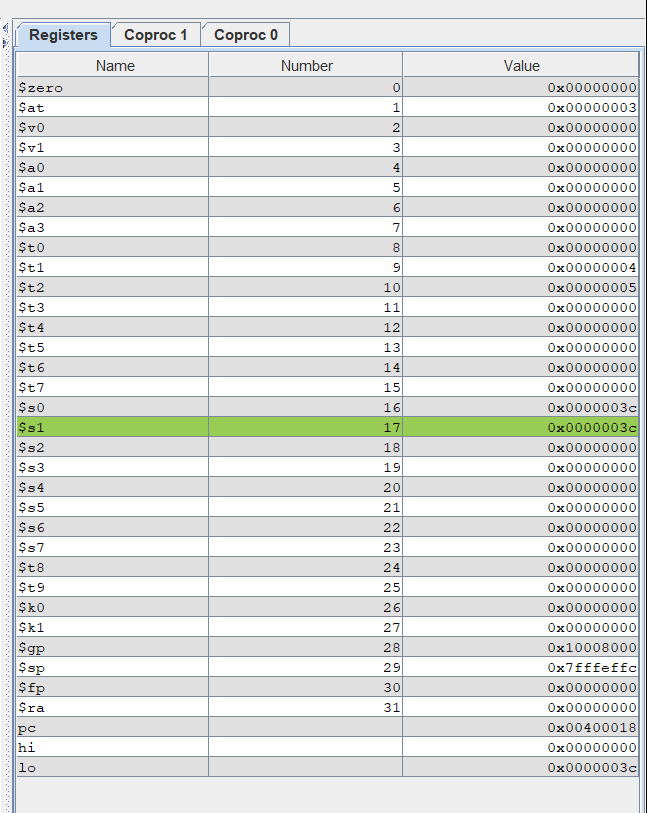 Registers Coproc 1 Coproc 0
Name Number Value
$zero 0 0x00000000
$at 1 0x00000003
$v0 2 0x00000000
$v1 3 0x00000000
$a0 4 0x00000000
$a1 5 0x00000000
$a2 6 0x00000000
$a3 7 0x00000000
$t0 8 0x00000000
$t1 9 0x00000004
$t2 10 0x00000005
$t3 11 0x00000000
$t4 12 0x00000000
$t5 13 0x00000000
$t6 14 0x00000000
$t7 15 0x00000000
$s0 16 0x0000003c
$s1 17 0x0000003c
$s2 18 0x00000000
$s3 19 0x00000000
$s4 20 0x00000000
$s5 21 0x00000000
$s6 22 0x00000000
$s7 23 0x00000000
$t8 24 0x00000000
$t9 25 0x00000000
$k0 26 0x00000000
$k1 27 0x00000000
$gp 28 0x10008000
$sp 29 0x7fffeffc
$fp 30 0x00000000
$ra 31 0x00000000
pc 0x00400018
hi 0x00000000
lo 0x0000003c